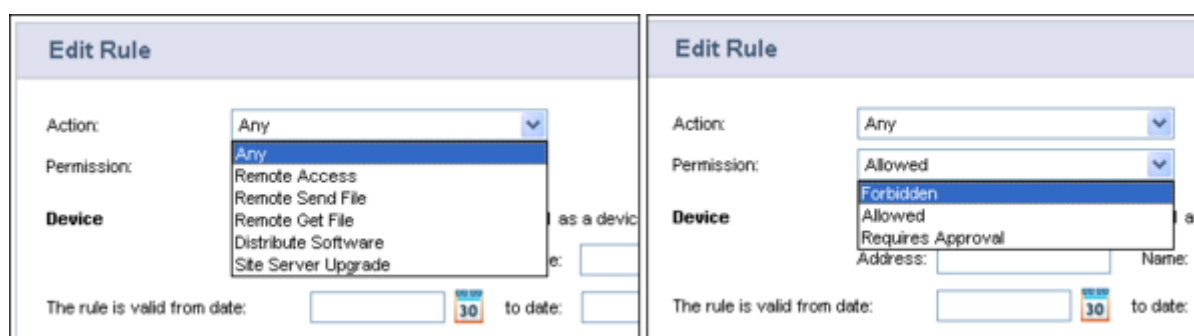 Edit Rule
Action: Any
Any
Permission:
Remote Access
Remote Send File
Device Remote Get File as a devic
Distribute Software
Site Server Upgrade e:
The rule is valid from date: 30 to date:
Edit Rule
Action: Any
Permission: Allowed
Forbidden
Device Allowed a
Requires Approval
Address: Name:
The rule is valid from date: 30 to date: